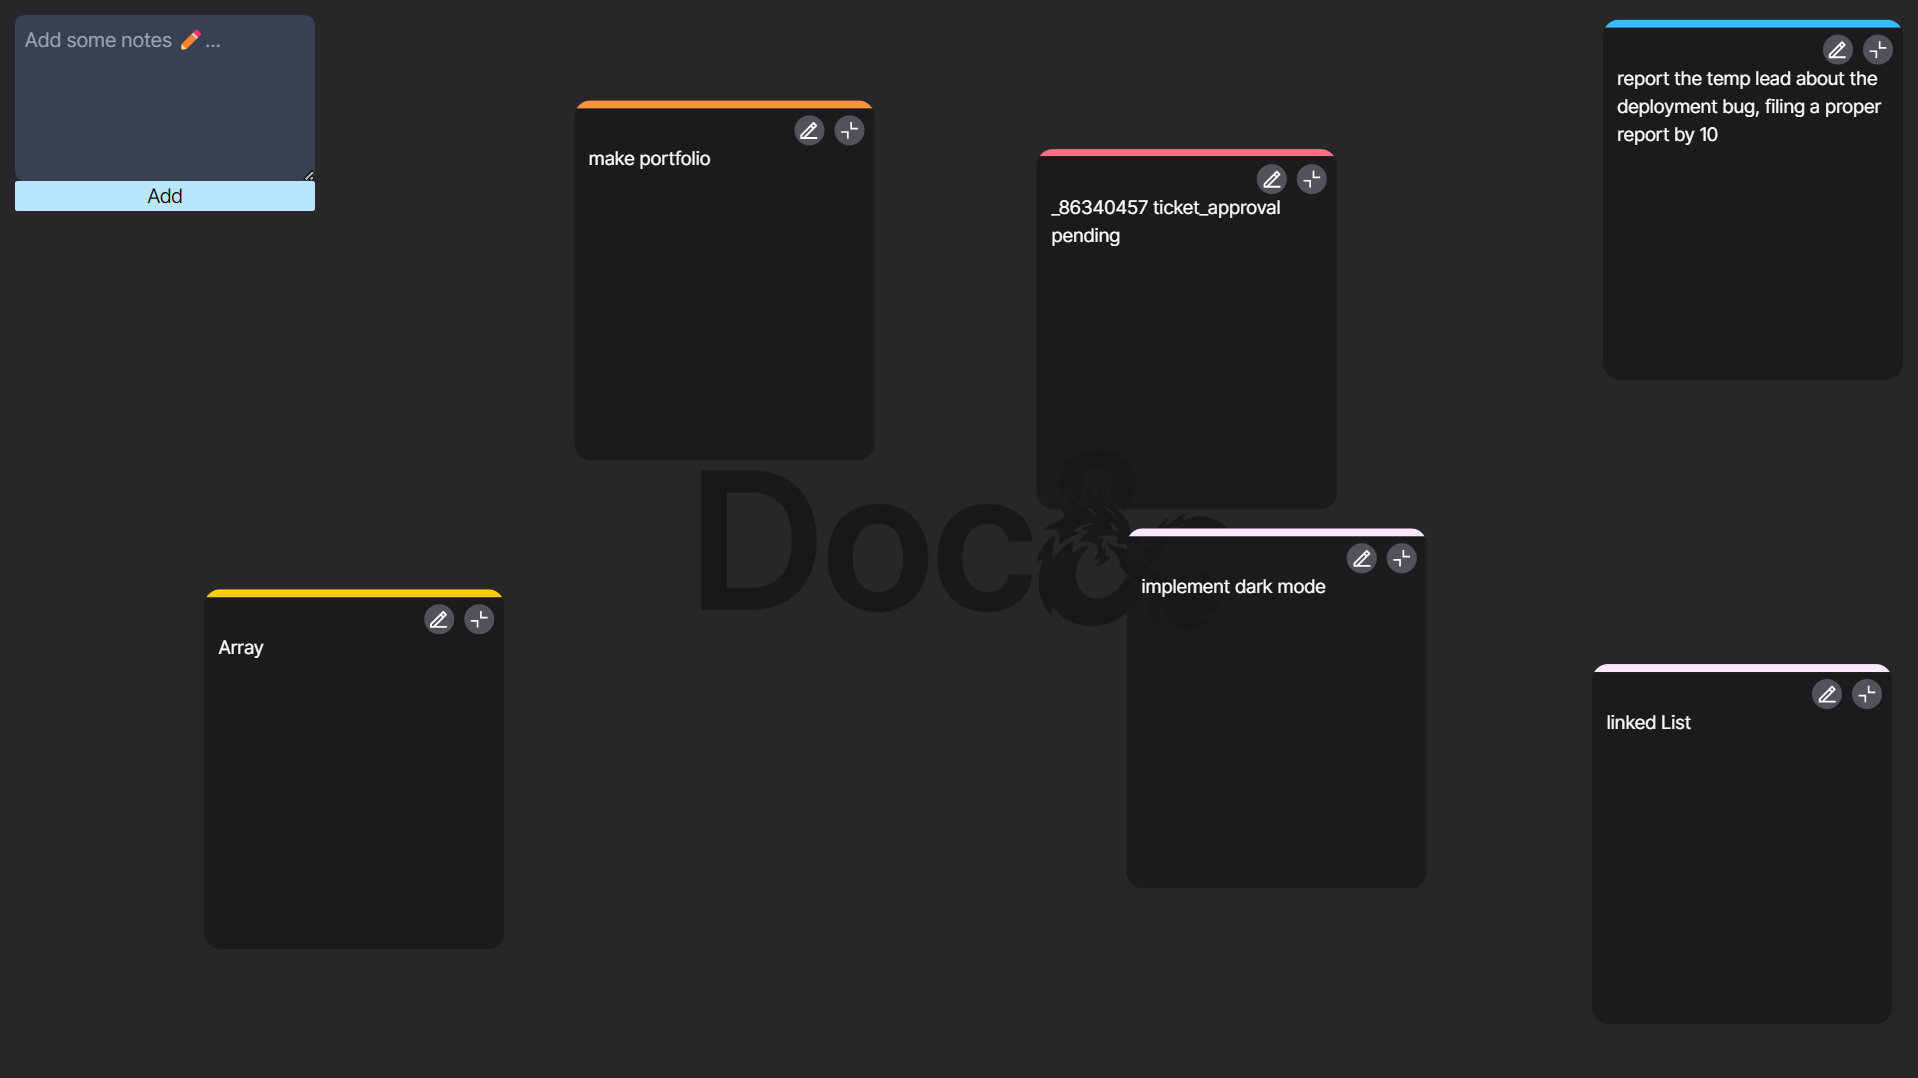 Add some notes ✏️ ...
Add
make portfolio
_86340457 ticket_approval
pending
report the temp lead about the
deployment bug, filing a proper
report by 10
Doc
implement dark mode
Array
linked List